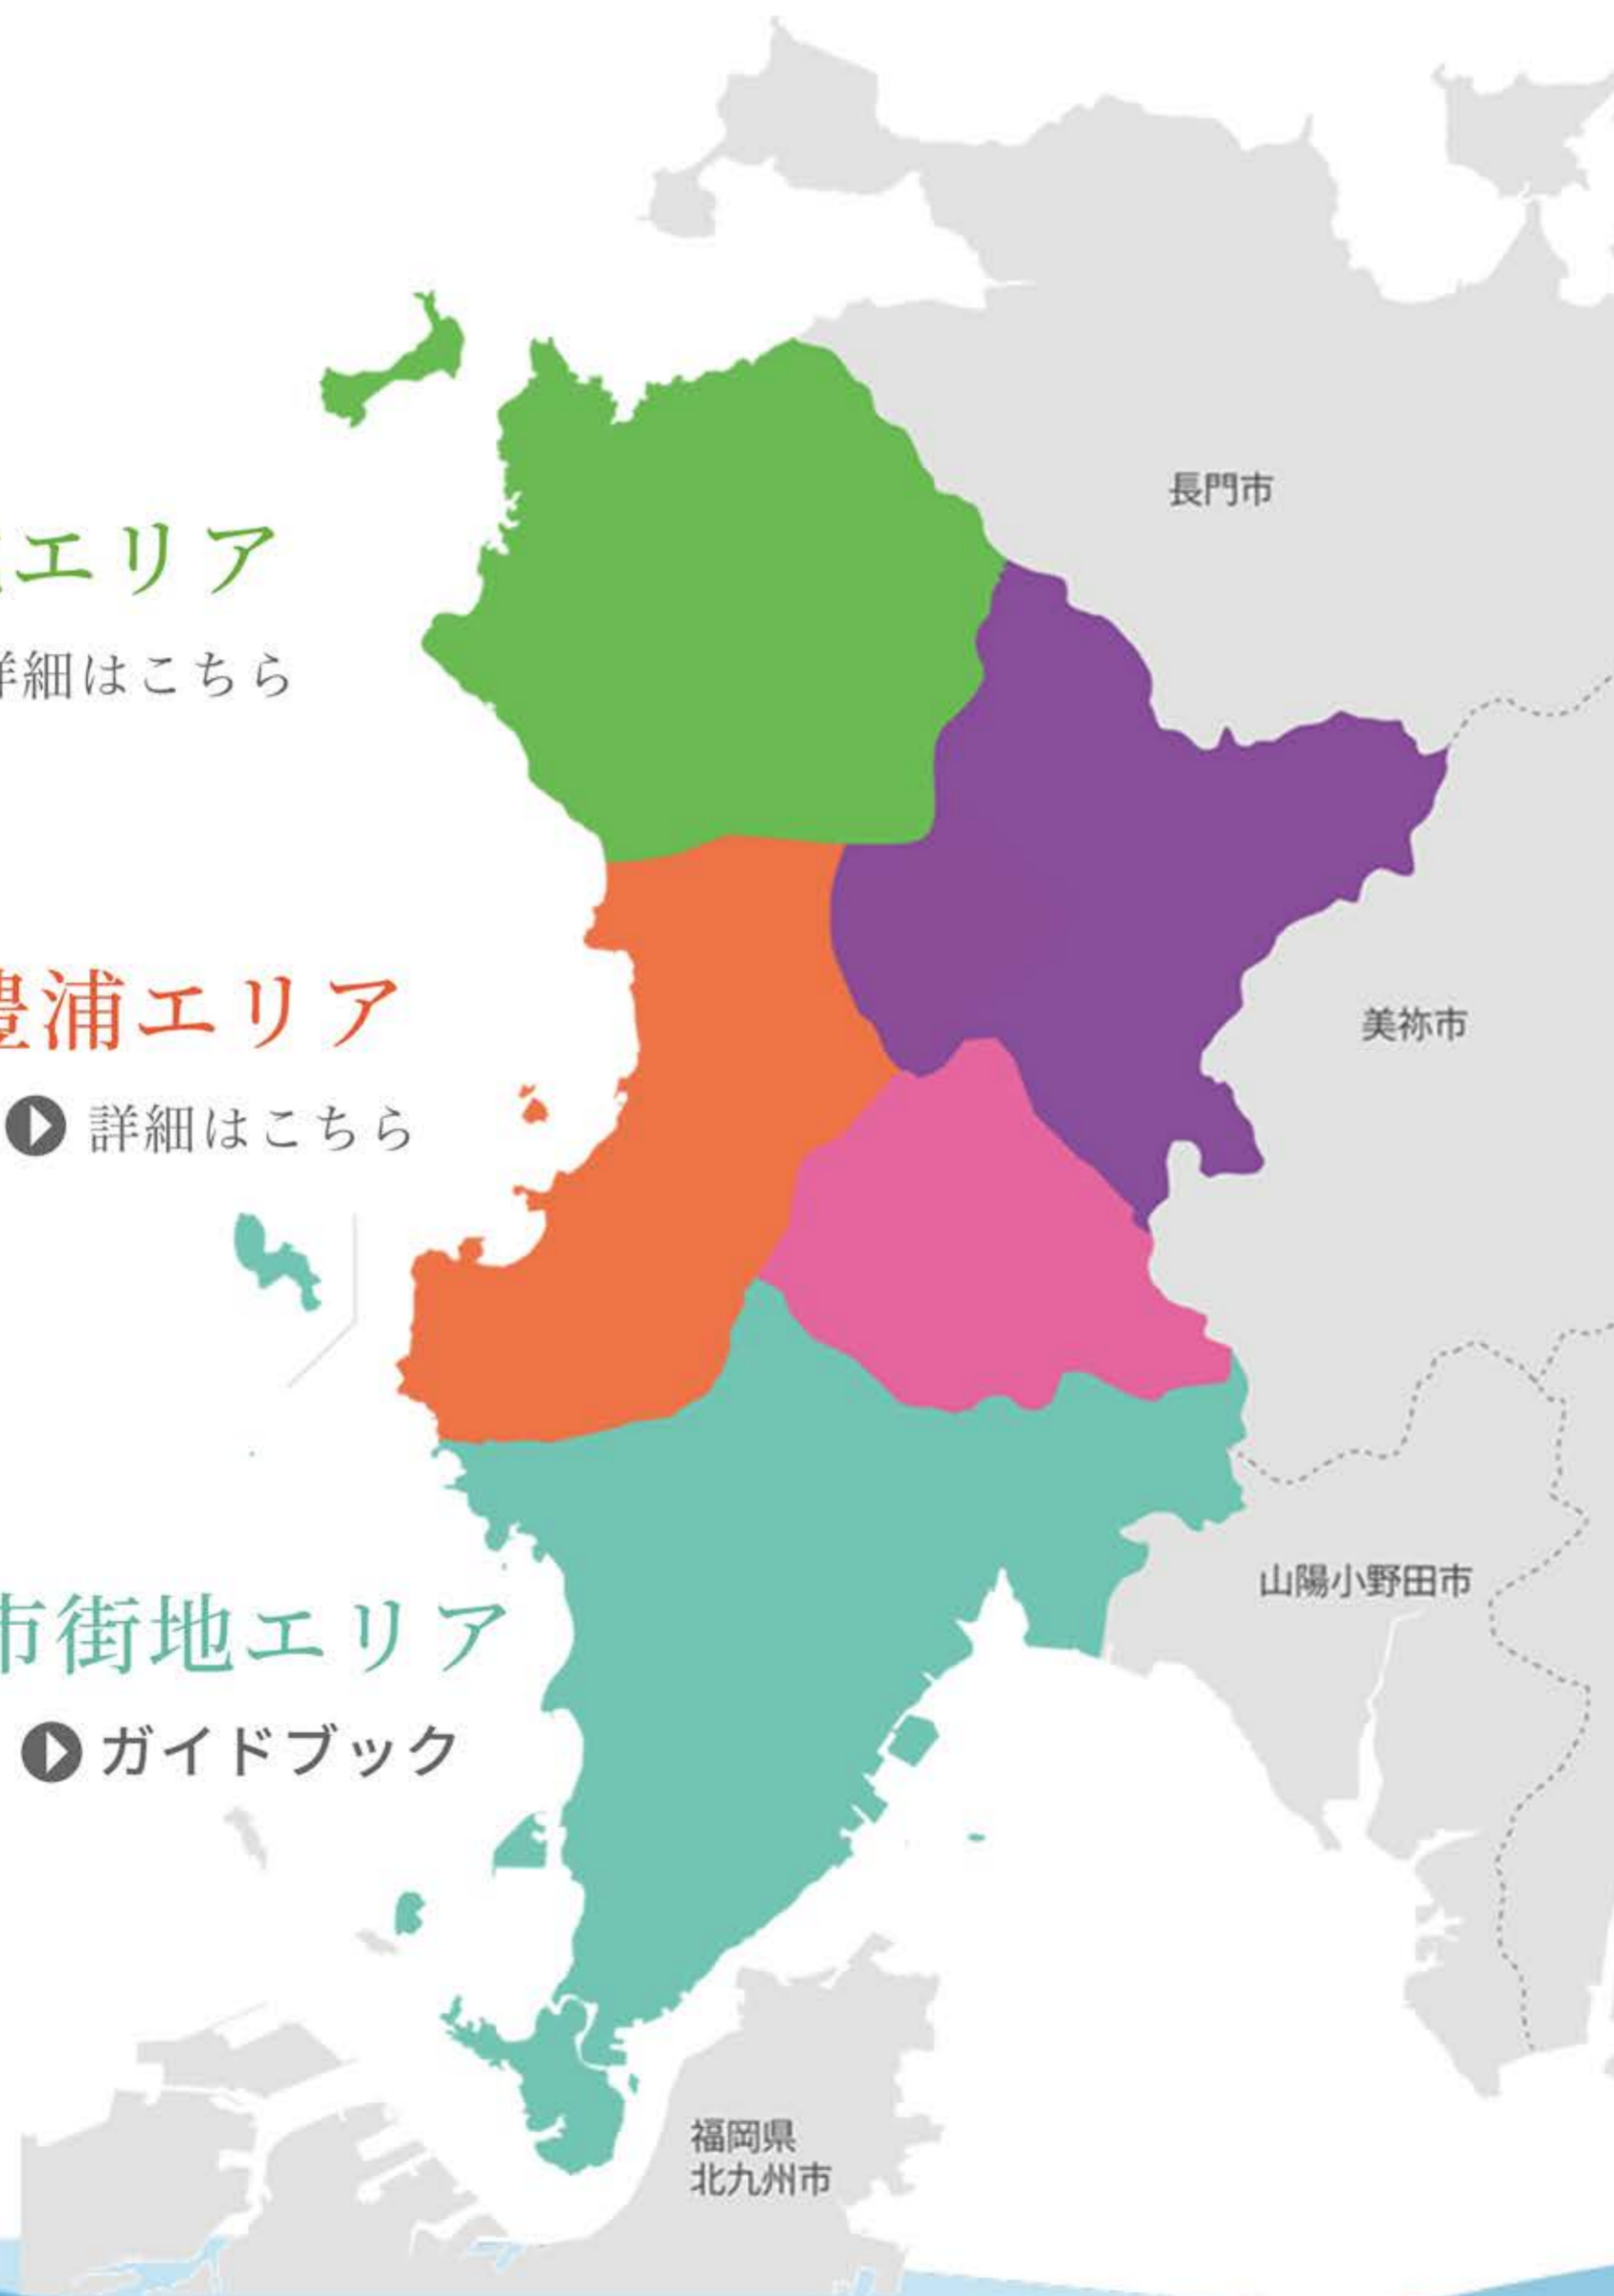 長門市
エリア
詳細はこちら
豊浦エリア
美祢市
詳細はこちら
山陽小野田市
市街地エリア
ガイドブック
福岡県
北九州市